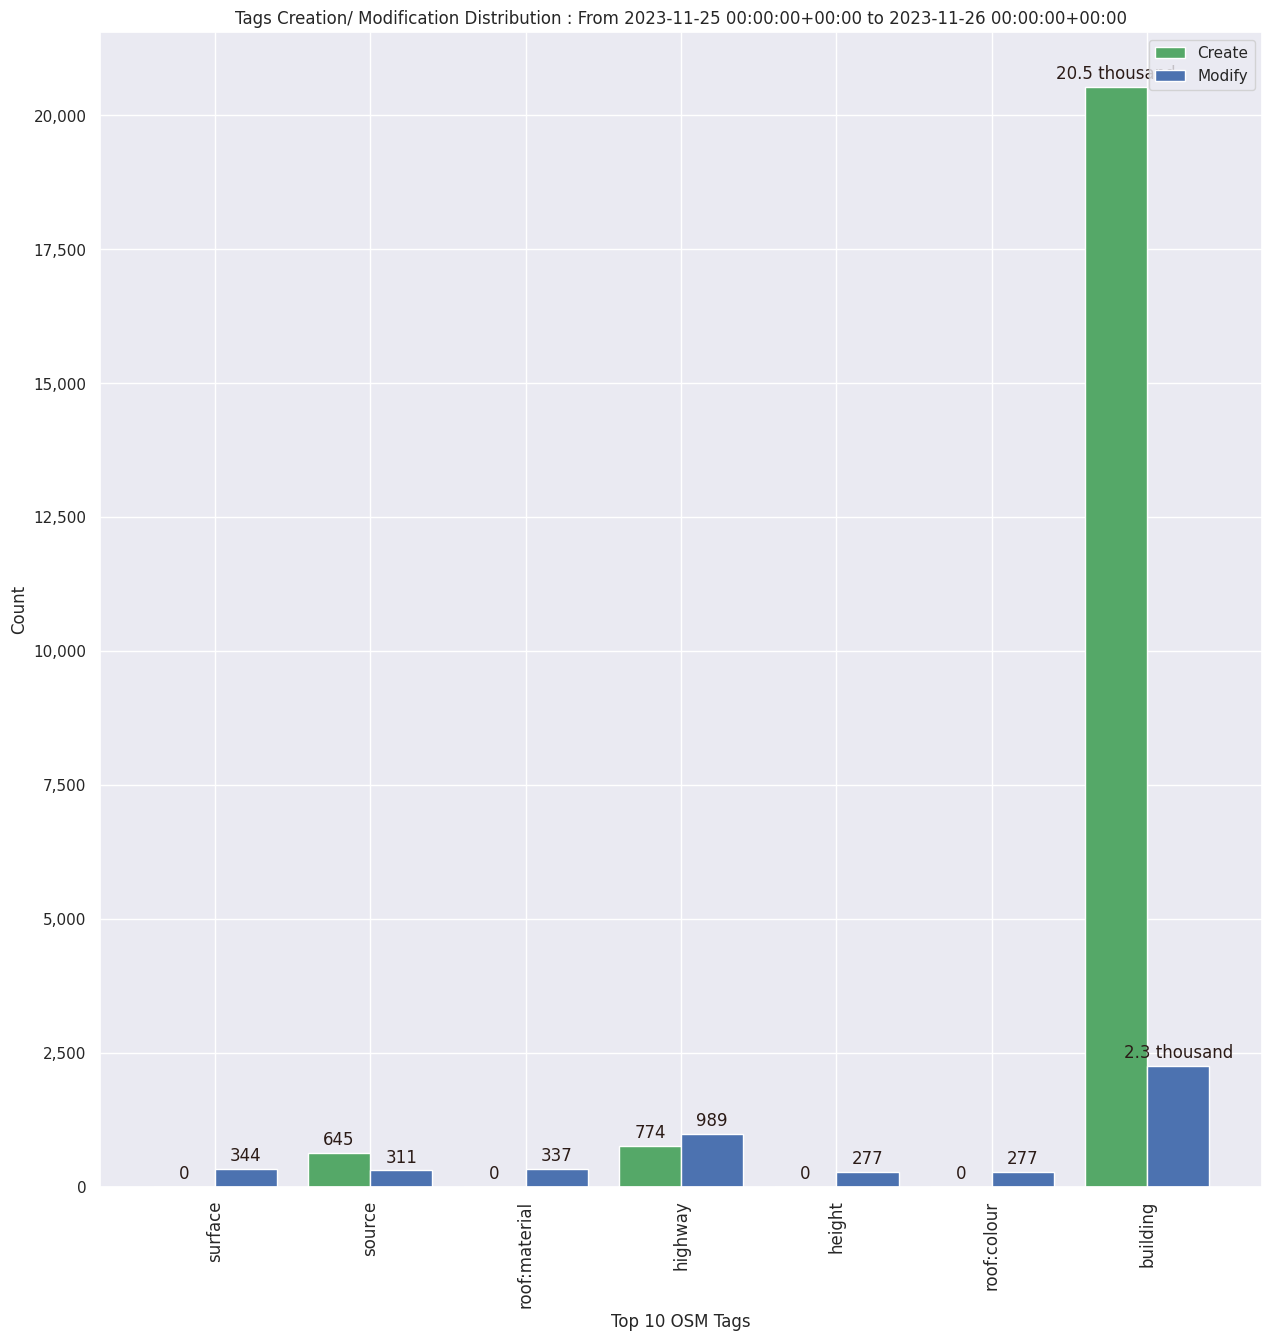 Tags Creation/ Modification Distribution : From 2023-11-25 00:00:00+00:00 to 2023-11-26 00:00:00+00:00
Create
Modify
20.5 thousand
20,000
17,500
15,000
12,500
10,000
7,500
5,000
2,500
0
Count
2.3 thousand
0
344
645
311
0
337
774
989
0
277
0
277
surface
source
roof:material
highway
height
roof:colour
building
Top 10 OSM Tags